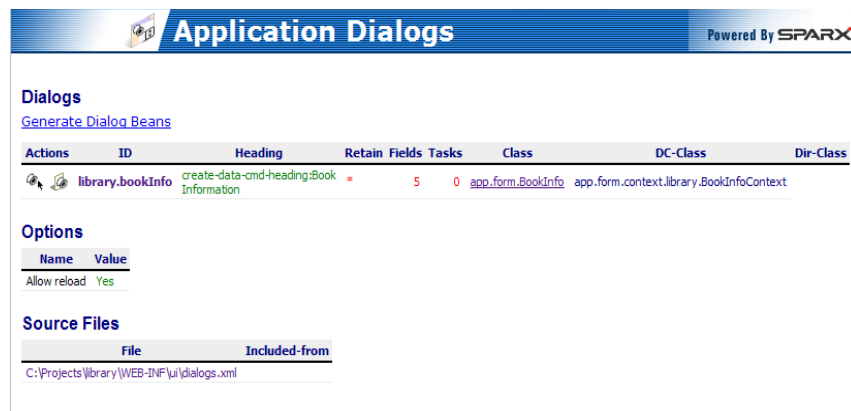 Application Dialogs
Powered By SPARX
Dialogs
Generate Dialog Beans
Actions ID Heading Retain Fields Tasks Class DC-Class Dir-Class
library.bookInfo create-data-cmd-heading:Book * 5 0 app.form.BookInfo app.form.context.library.BookInfoContext
Information
Options
Name Value
Allow reload Yes
Source Files
File Included-from
C:\Projects\library\WEB-INF\ui\dialogs.xml